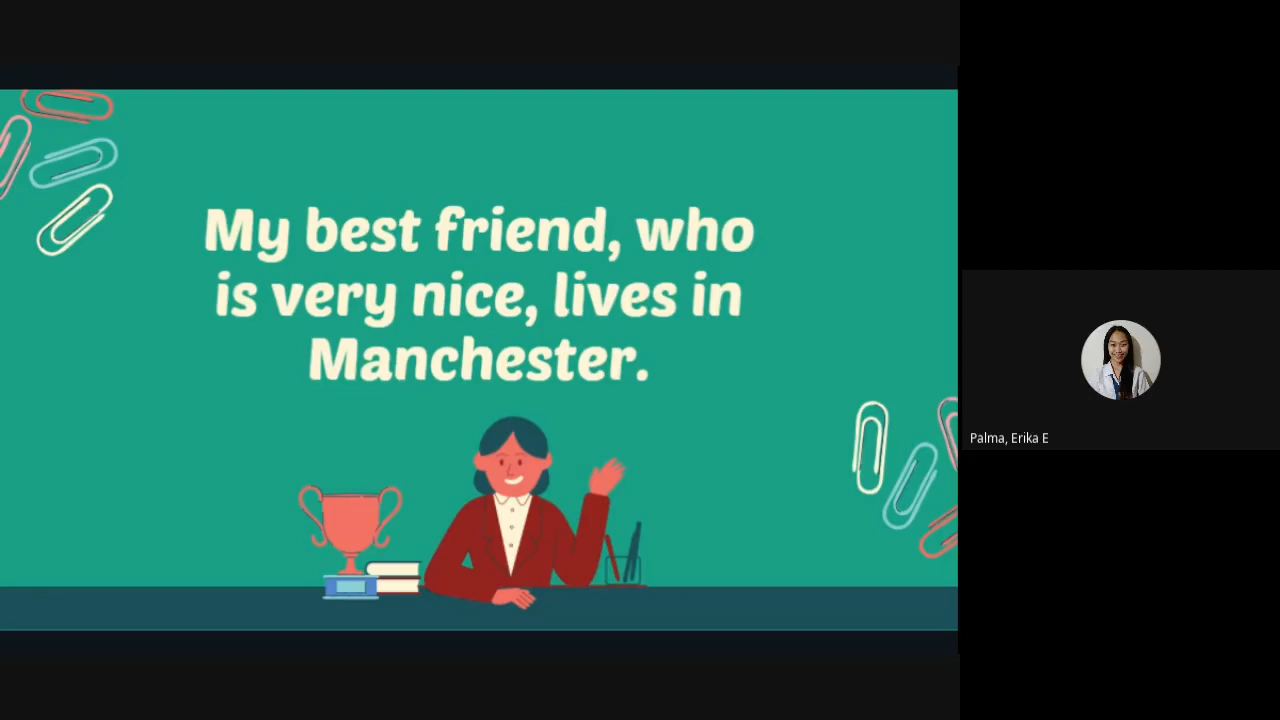 My best friend, who
is very nice, lives in
Manchester.
Palma, Erika E